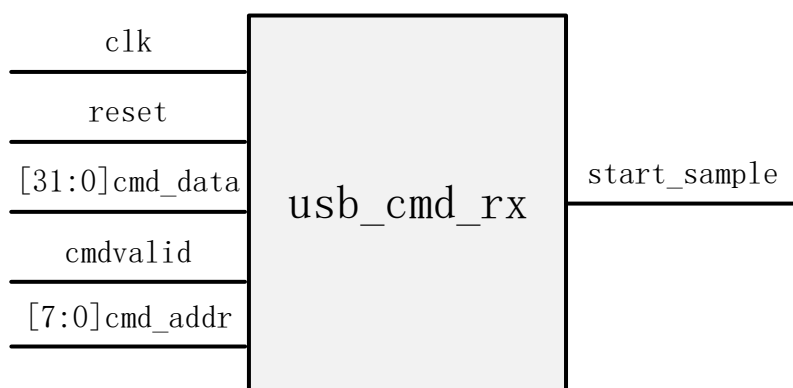 clk
reset
[31:0]cmd_data
cmdvalid
[7:0]cmd_addr
usb_cmd_rx
start_sample